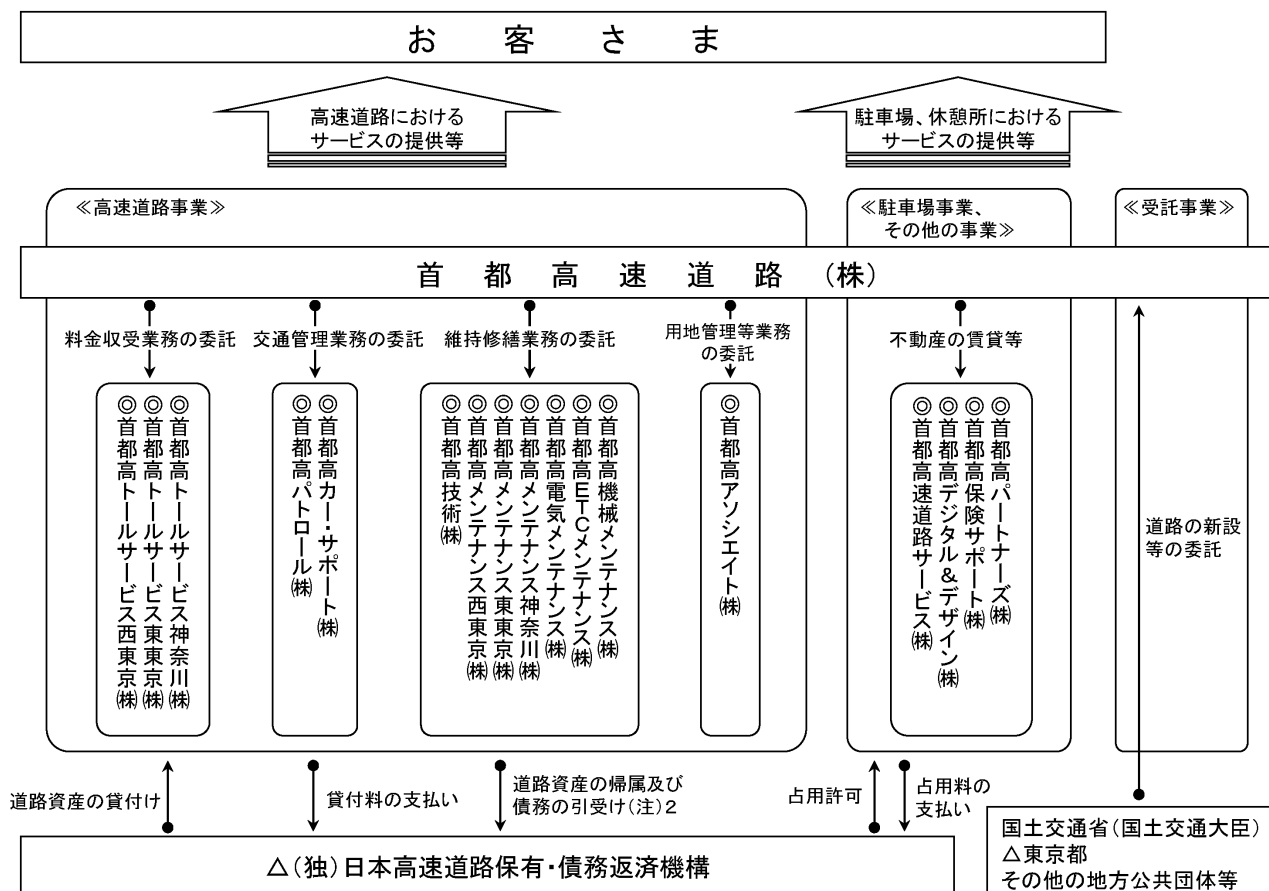 お客さま
高速道路における
サービスの提供等
駐車場、休憩所における
サービスの提供等
≪高速道路事業≫
≪駐車場事業、
その他の事業≫
≪受託事業≫
首都高速道路(株)
料金収受業務の委託
交通管理業務の委託
維持修繕業務の委託
用地管理等業務
の委託
不動産の賃貸等
◎首都高トールサービス西東京㈱
◎首都高トールサービス東東京㈱
◎首都高トールサービス神奈川㈱
◎首都高パトロール㈱
◎首都高カー・サポート㈱
◎首都高技術㈱
◎首都高メンテナンス西東京㈱
◎首都高メンテナンス東東京㈱
◎首都高メンテナンス神奈川㈱
◎首都高電気メンテナンス㈱
◎首都高ETCメンテナンス㈱
◎首都高機械メンテナンス㈱
◎首都高アソシエイト㈱
◎首都高速道路サービス㈱
◎首都高デジタル&デザイン㈱
◎首都高保険サポート㈱
◎首都高パートナーズ㈱
道路の新設
等の委託
道路資産の貸付け
貸付料の支払い
道路資産の帰属及び
債務の引受け(注)2
占用許可
占用料の
支払い
△(独)日本高速道路保有・債務返済機構
国土交通省(国土交通大臣)
△東京都
その他の地方公共団体等